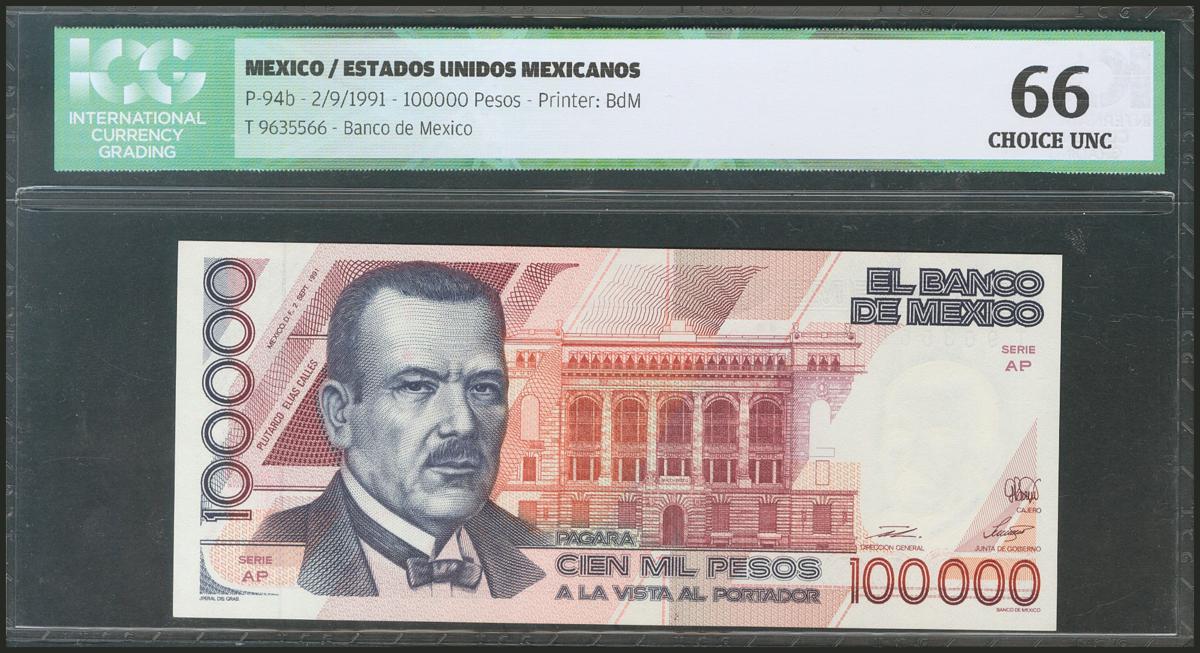 ICG
INTERNATIONAL
CURRENCY
GRADING
MEXICO / ESTADOS UNIDOS MEXICANOS
P-94b - 2/9/1991 - 100000 Pesos - Printer: BdM
T 9635566 - Banco de Mexico
66
CHOICE UNC
100000
MEXICO, D.F. 2 SEPT. 1991
PLUTARCO ELIAS CALLES
EL BANCO
DE MEXICO
SERIE
AP
CAJERO
DIRECCION GENERAL
JUNTA DE GOBIERNO
PAGARA
CIEN MIL PESOS
A LA VISTA AL PORTADOR
SERIE
AP
100000
BANCO DE MEXICO